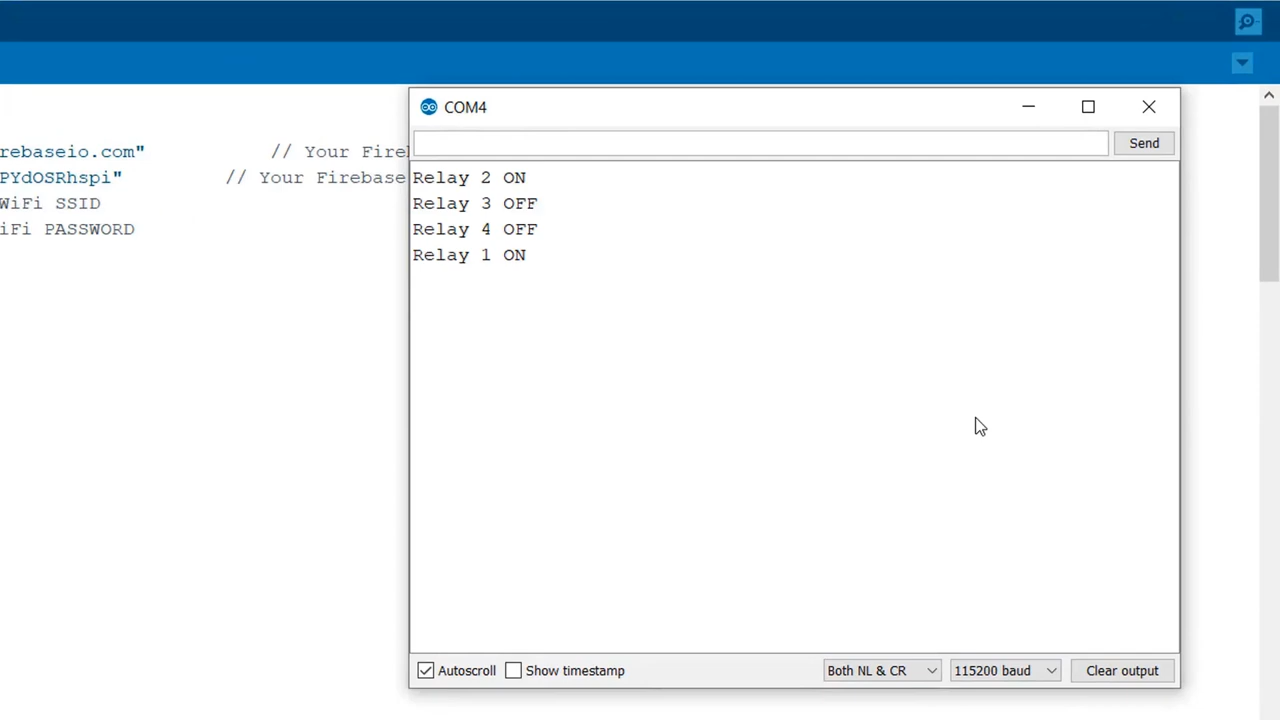 COM4
Send
rebaseio.com" // Your Fire
PYdOSRhspi" // Your Firebase
WiFi SSID
iFi PASSWORD
Relay 2 ON
Relay 3 OFF
Relay 4 OFF
Relay 1 ON
Autoscroll Show timestamp Both NL & CR 115200 baud Clear output